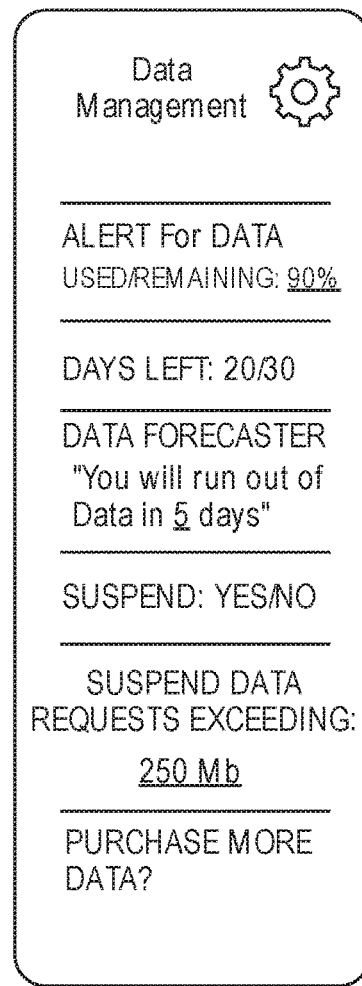 Data
Management
ALERT For DATA
USED/REMAINING: 90%
DAYS LEFT: 20/30
DATA FORECASTER
"You will run out of
Data in 5 days"
SUSPEND: YES/NO
SUSPEND DATA
REQUESTS EXCEEDING:
250 Mb
PURCHASE MORE
DATA?